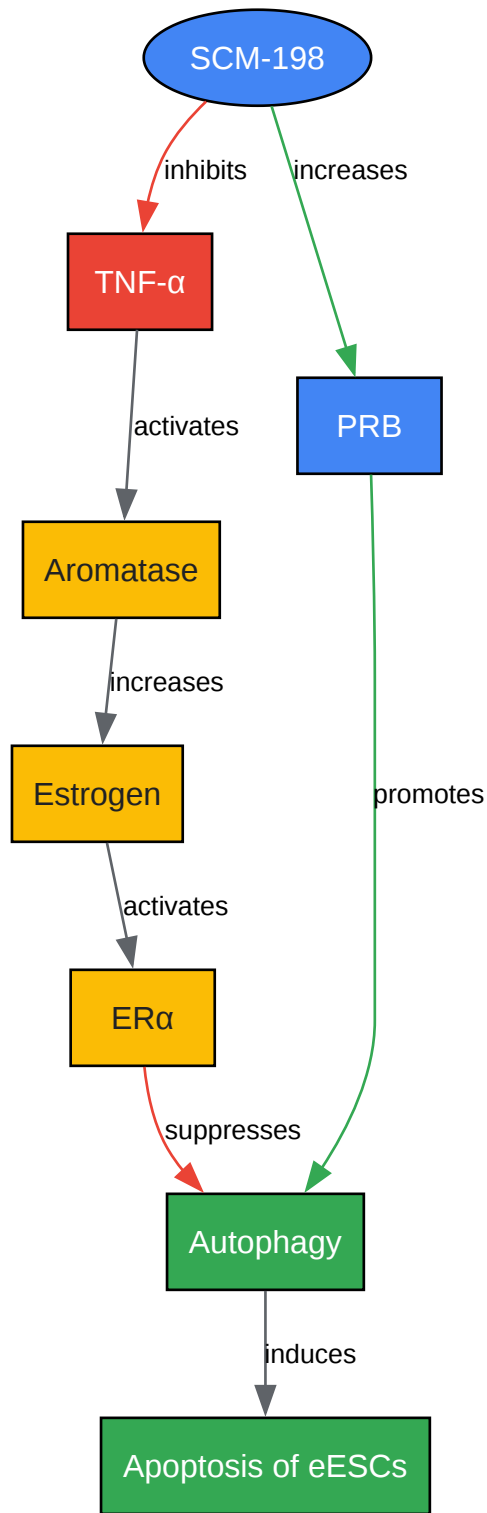 SCM-198
inhibits
increases
TNF-α
activates
PRB
Aromatase
increases
Estrogen
promotes
activates
ERα
suppresses
Autophagy
induces
Apoptosis of eESCs